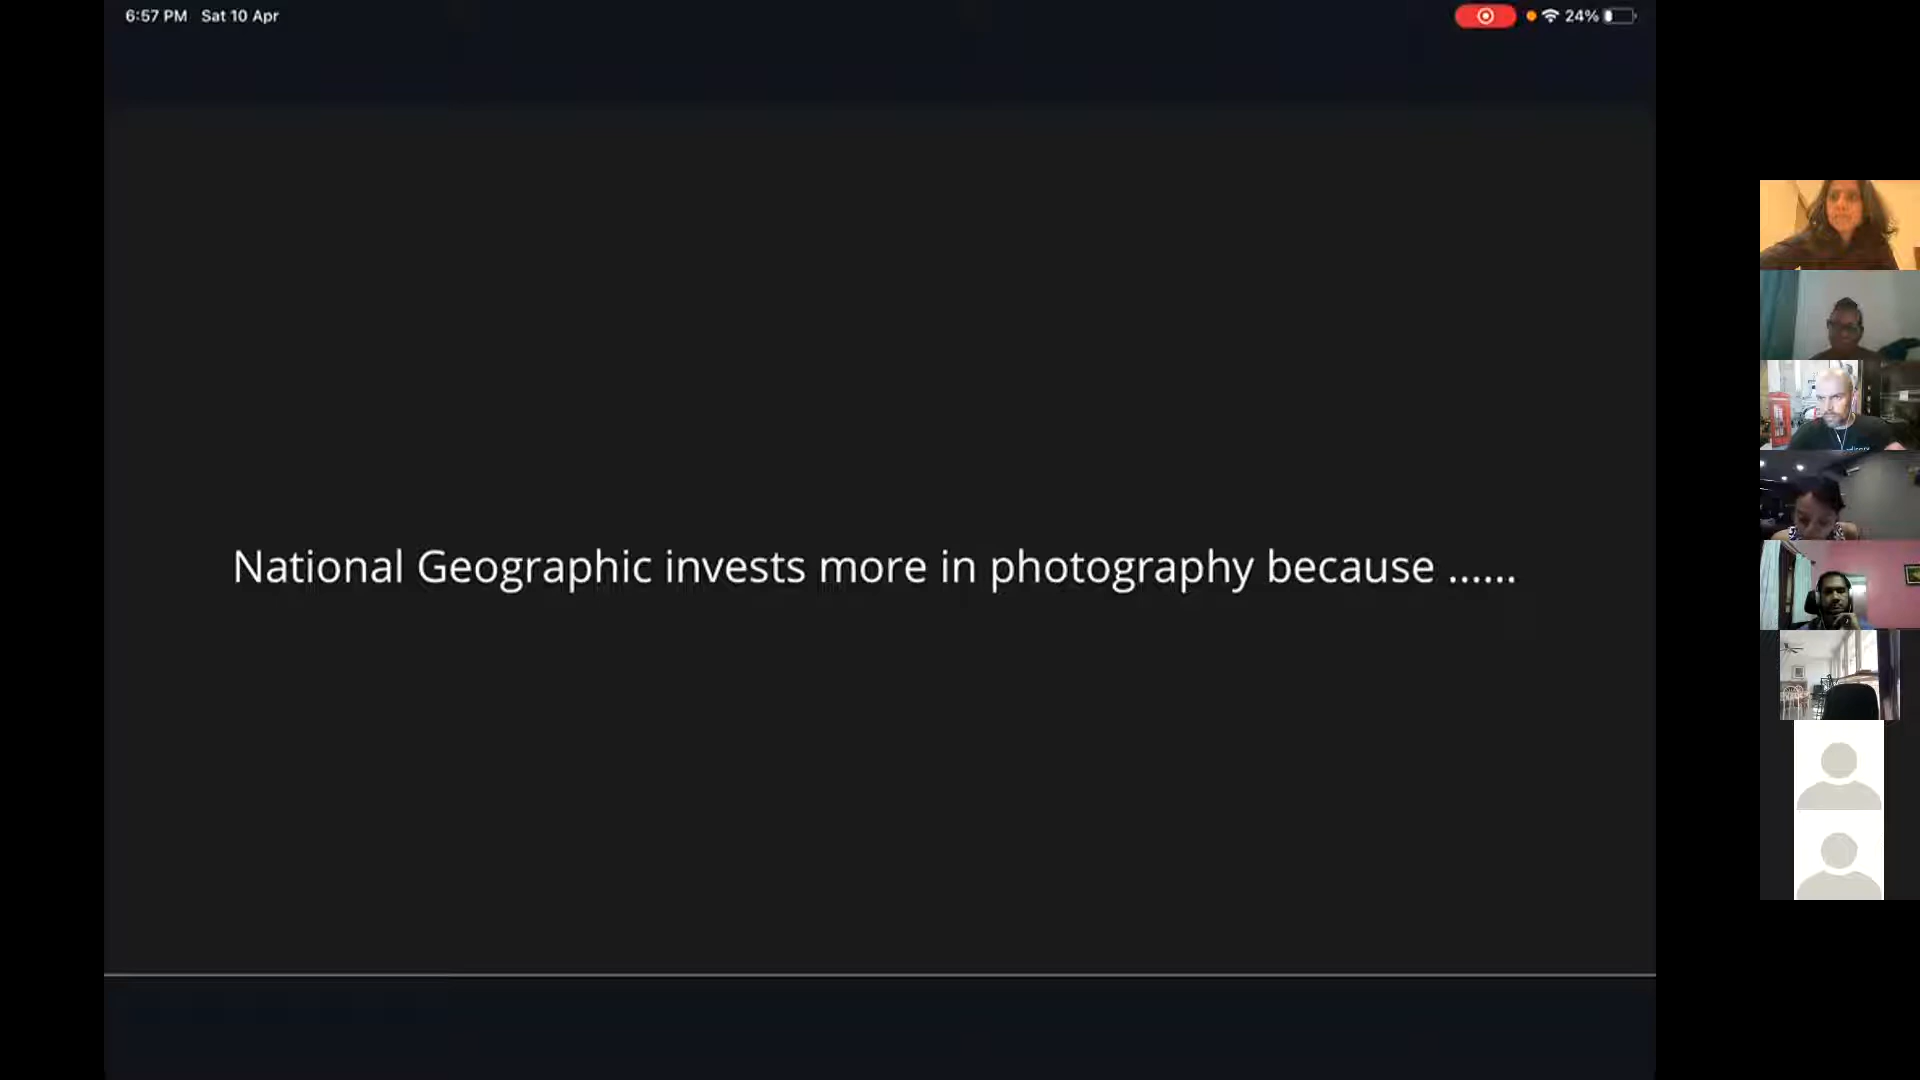 6:57 PM Sat 10 Apr
24%
National Geographic invests more in photography because ......